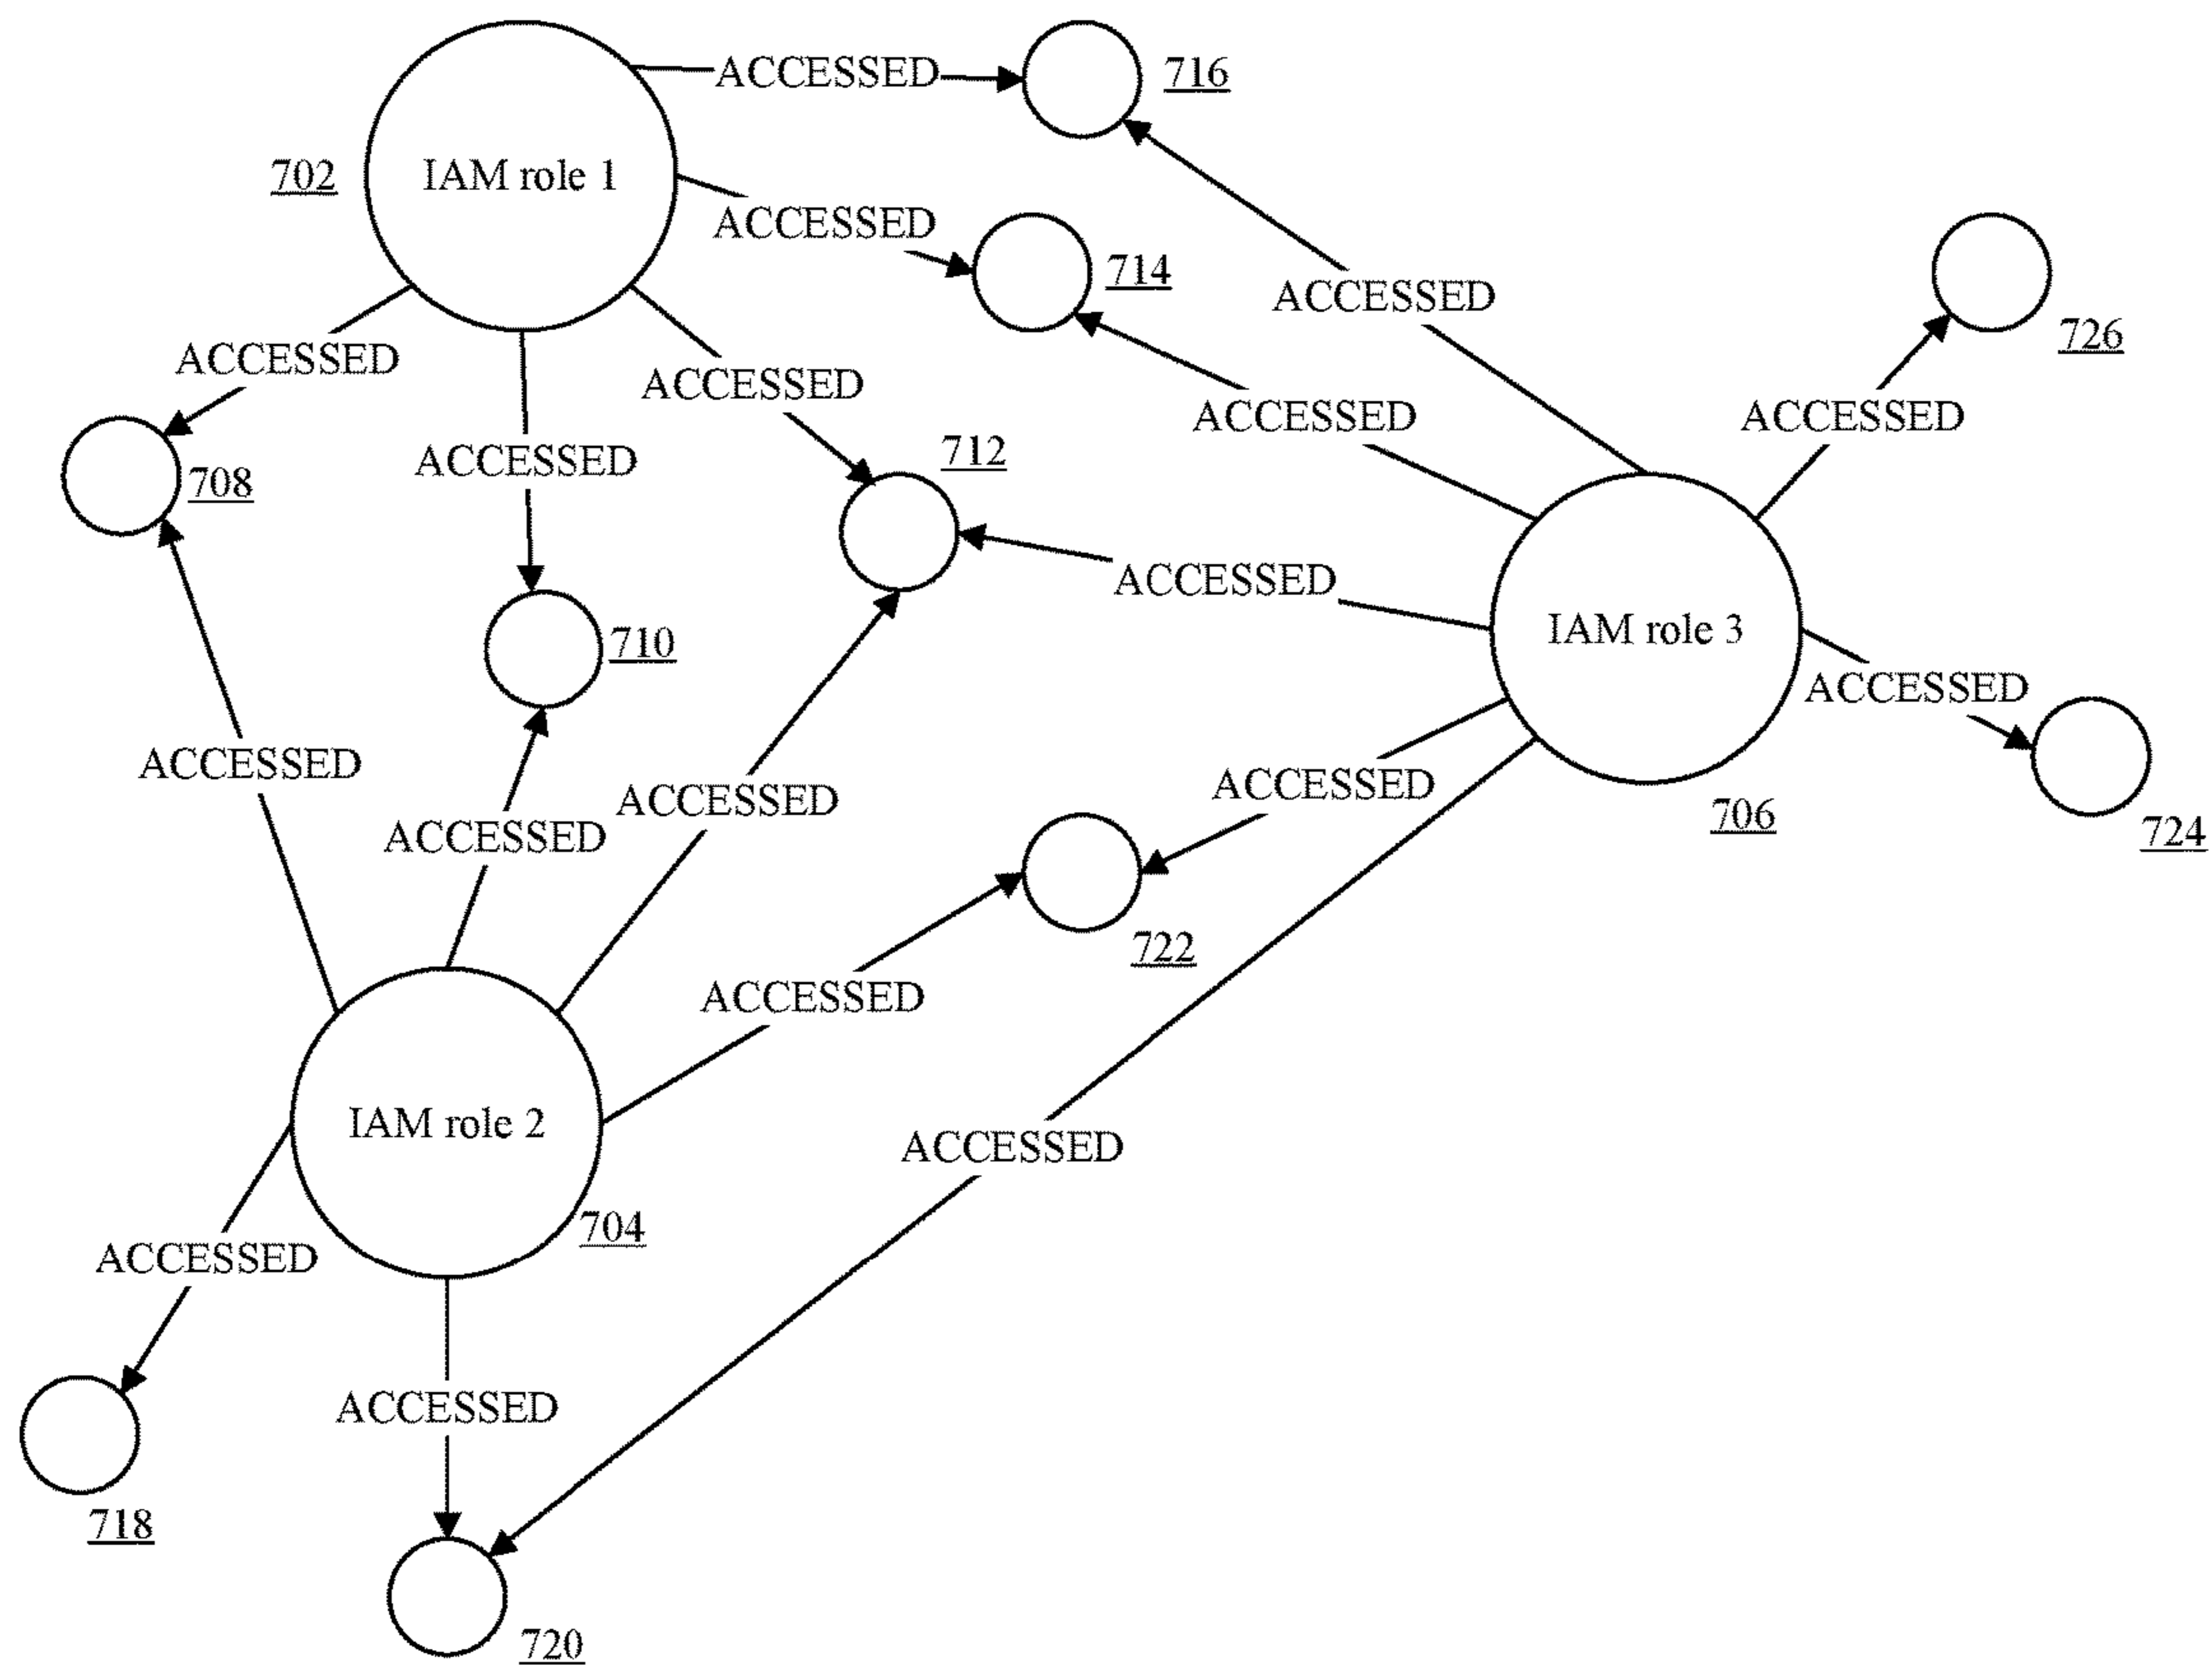 ACCESSED
716
702
IAM role 1
ACCESSED
714
ACCESSED
726
ACCESSED
ACCESSED
ACCESSED
ACCESSED
712
ACCESSED
708
ACCESSED
710
IAM role 3
ACCESSED
ACCESSED
ACCESSED
ACCESSED
706
724
ACCESSED
722
ACCESSED
IAM role 2
ACCESSED
704
ACCESSED
ACCESSED
718
720